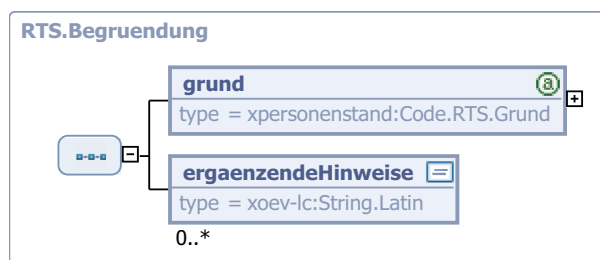 RTS.Begruendung
grund
type = xpersonenstand:Code.RTS.Grund
ergaenzendeHinweise
type = xoev-lc:String.Latin
0..*